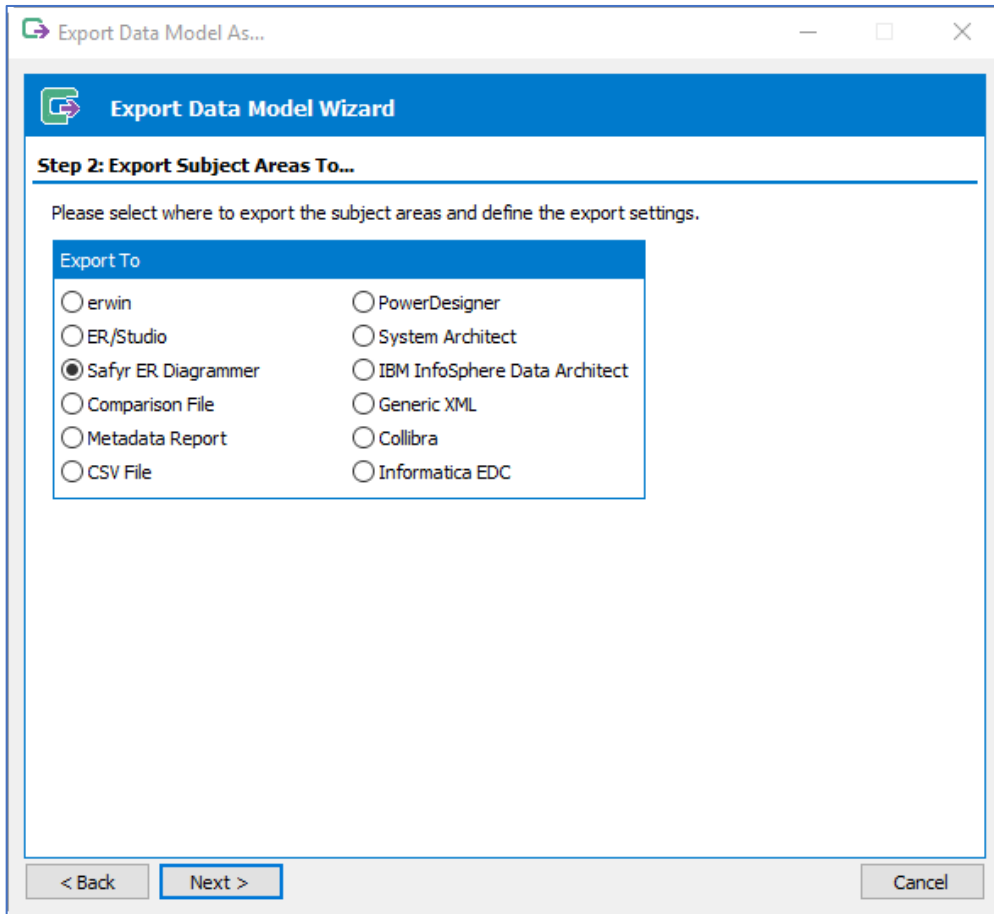 Export Data Model As...
Export Data Model Wizard
Step 2: Export Subject Areas To...
Please select where to export the subject areas and define the export settings.
Export To
erwin
ER/Studio
Safyr ER Diagrammer
Comparison File
Metadata Report
CSV File
PowerDesigner
System Architect
IBM InfoSphere Data Architect
Generic XML
Collibra
Informatica EDC
< Back
Next >
Cancel